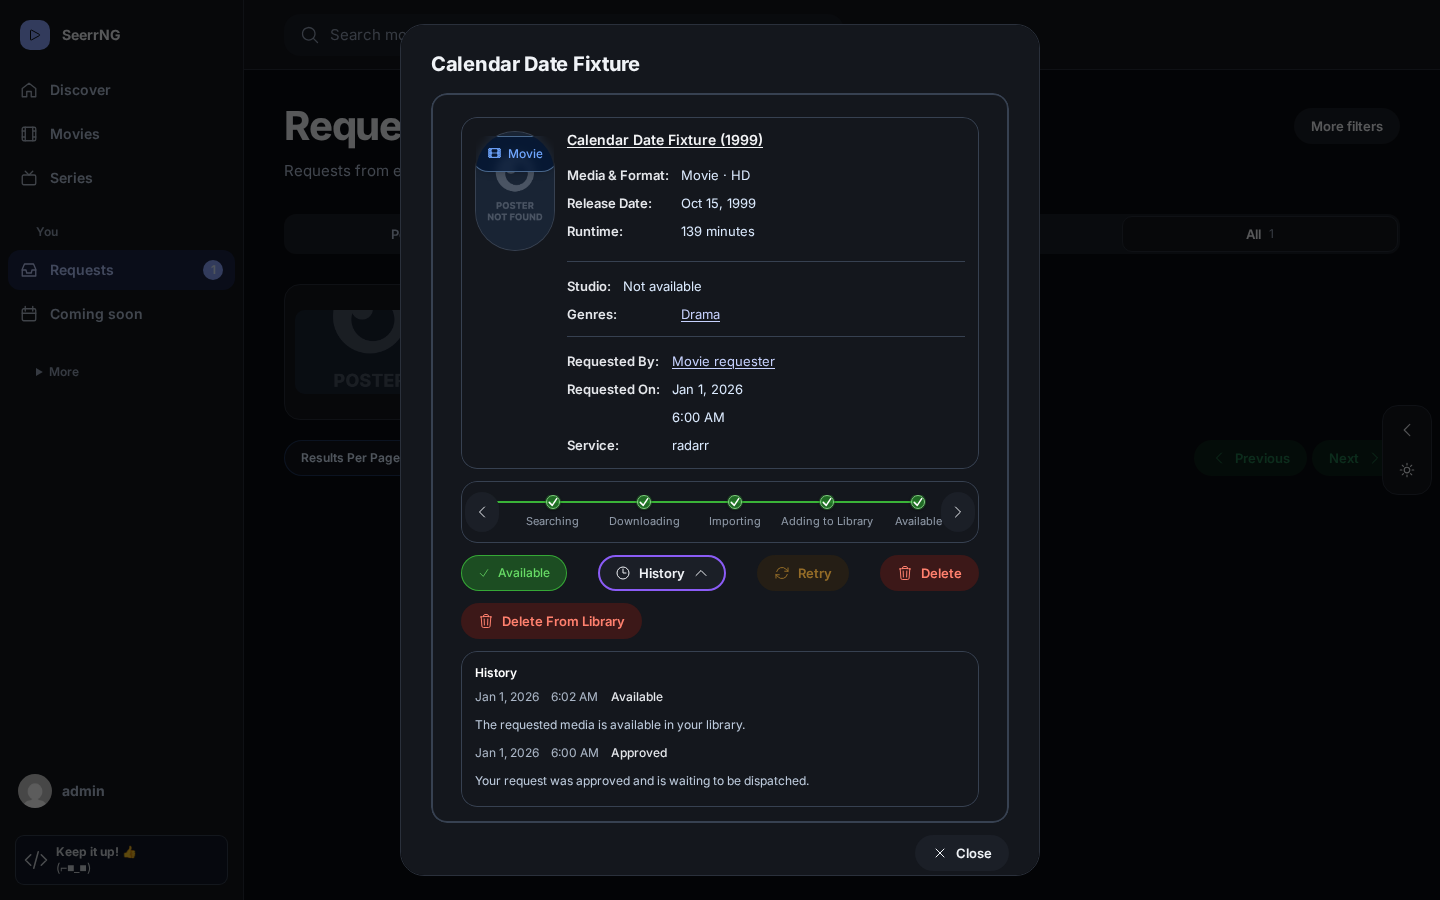 SeerrNG
Search mo
Discover
Movies
Series
You
Requests 1
Coming soon
More
admin
Keep it up! 👍
(⌐■_■)
Reque
Requests from e
More filters
P
All 1
POSTER
Results Per Page
Previous
Next
Calendar Date Fixture
Movie
POSTER
NOT FOUND
Calendar Date Fixture (1999)
Media & Format: Movie · HD
Release Date: Oct 15, 1999
Runtime: 139 minutes
Studio: Not available
Genres: Drama
Requested By: Movie requester
Requested On: Jan 1, 2026
6:00 AM
Service: radarr
Searching
Downloading
Importing
Adding to Library
Available
Available
History
Retry
Delete
Delete From Library
History
Jan 1, 2026 6:02 AM Available
The requested media is available in your library.
Jan 1, 2026 6:00 AM Approved
Your request was approved and is waiting to be dispatched.
Close